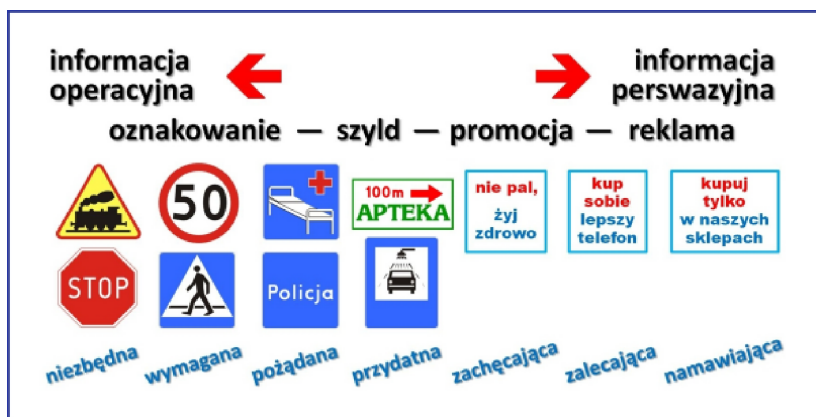 informacja
operacyjna
informacja
perswazyjna
oznakowanie — szyld — promocja — reklama
50
100m
APTEKA
nie pal,
żyj
zdrowo
kup
sobie
lepszy
telefon
kupuj
tylko
w naszych
sklepach
STOP
Policja
niezbędna
wymagana
pożądana
przydatna
zachęcająca
zalecająca
namawiająca